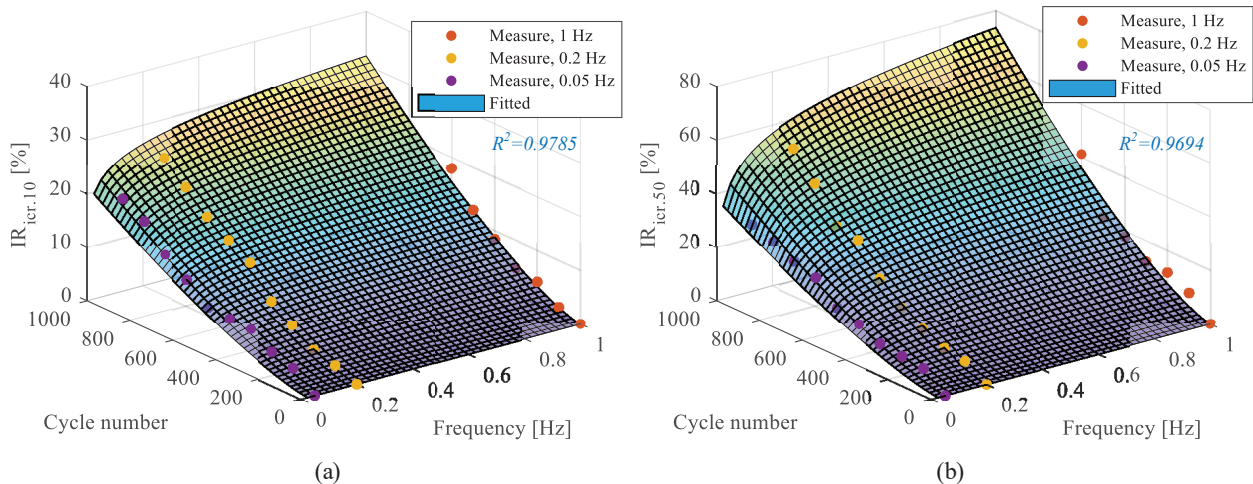 Measure, 1 Hz
Measure, 0.2 Hz
Measure, 0.05 Hz
Fitted
R²=0.9785
IR_icr.10 [%]
40
30
20
10
0
1000
800
600
400
200
0
Cycle number
0
0.2
0.4
0.6
0.8
1
Frequency [Hz]
(a)
Measure, 1 Hz
Measure, 0.2 Hz
Measure, 0.05 Hz
Fitted
R²=0.9694
IR_icr.50 [%]
80
60
40
20
0
1000
800
600
400
200
0
Cycle number
0
0.2
0.4
0.6
0.8
1
Frequency [Hz]
(b)